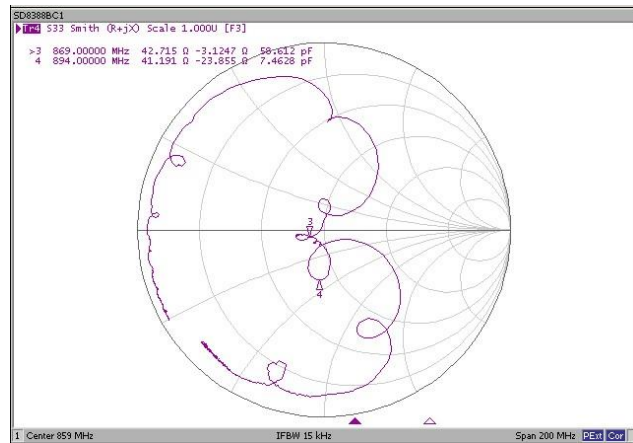 SD8388BC1
Tr4 S33 Smith (R+jX) Scale 1.000U [F3]
>3 869.00000 MHz 42.715 Ω -3.1247 Ω 58.612 pF
4 894.00000 MHz 41.191 Ω -23.855 Ω 7.4628 pF
3
4
1 Center 859 MHz IFBW 15 kHz Span 200 MHz PExt Cor